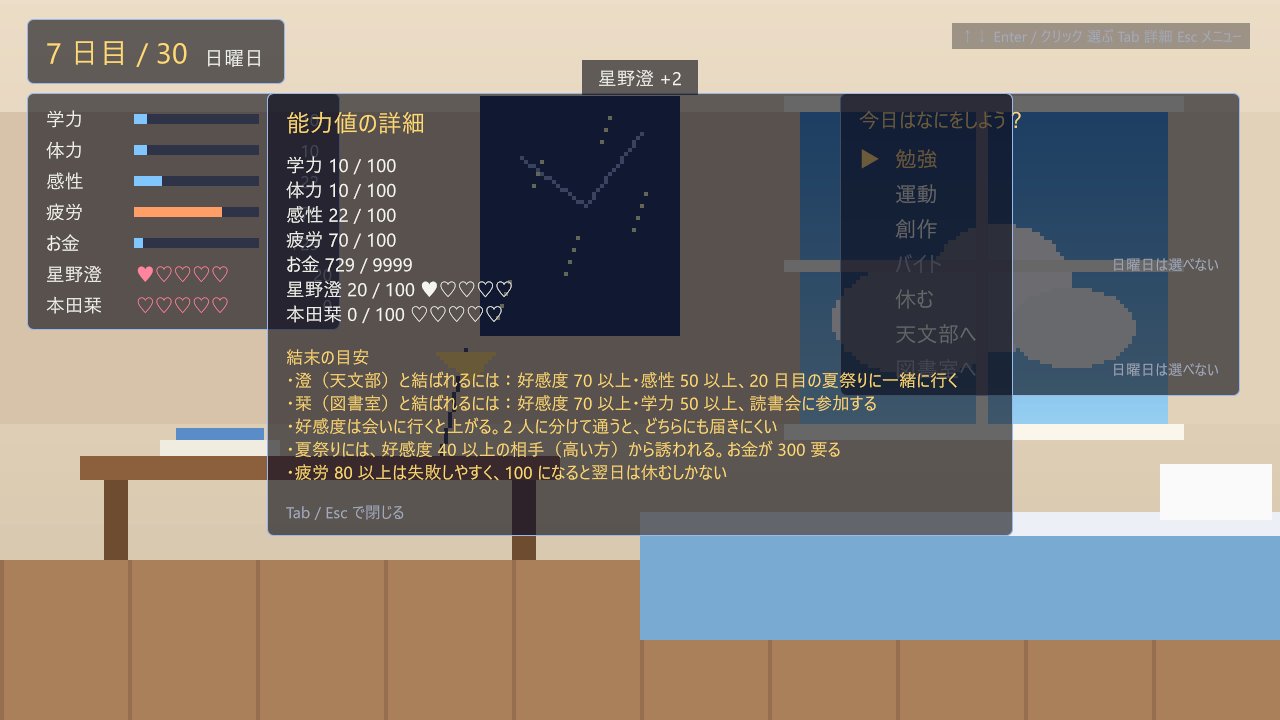 7 日目 / 30 日曜日
↑↓ Enter / クリック 選ぶ Tab 詳細 Esc メニュー
星野澄 +2
学力
体力
感性
疲労
お金
星野澄 ♥♡♡♡♡
本田栞 ♡♡♡♡♡
能力値の詳細
学力 10 / 100
体力 10 / 100
感性 22 / 100
疲労 70 / 100
お金 729 / 9999
星野澄 20 / 100 ♥♡♡♡♡
本田栞 0 / 100 ♡♡♡♡♡
結末の目安
・澄（天文部）と結ばれるには：好感度 70 以上・感性 50 以上、20 日目の夏祭りに一緒に行く
・栞（図書室）と結ばれるには：好感度 70 以上・学力 50 以上、読書会に参加する
・好感度は会いに行くと上がる。2 人に分けて通うと、どちらにも届きにくい
・夏祭りには、好感度 40 以上の相手（高い方）から誘われる。お金が 300 要る
・疲労 80 以上は失敗しやすく、100 になると翌日は休むしかない
Tab / Esc で閉じる
今日はなにをしよう？
▶ 勉強
運動
創作
バイト 日曜日は選べない
休む
天文部へ
図書室へ 日曜日は選べない